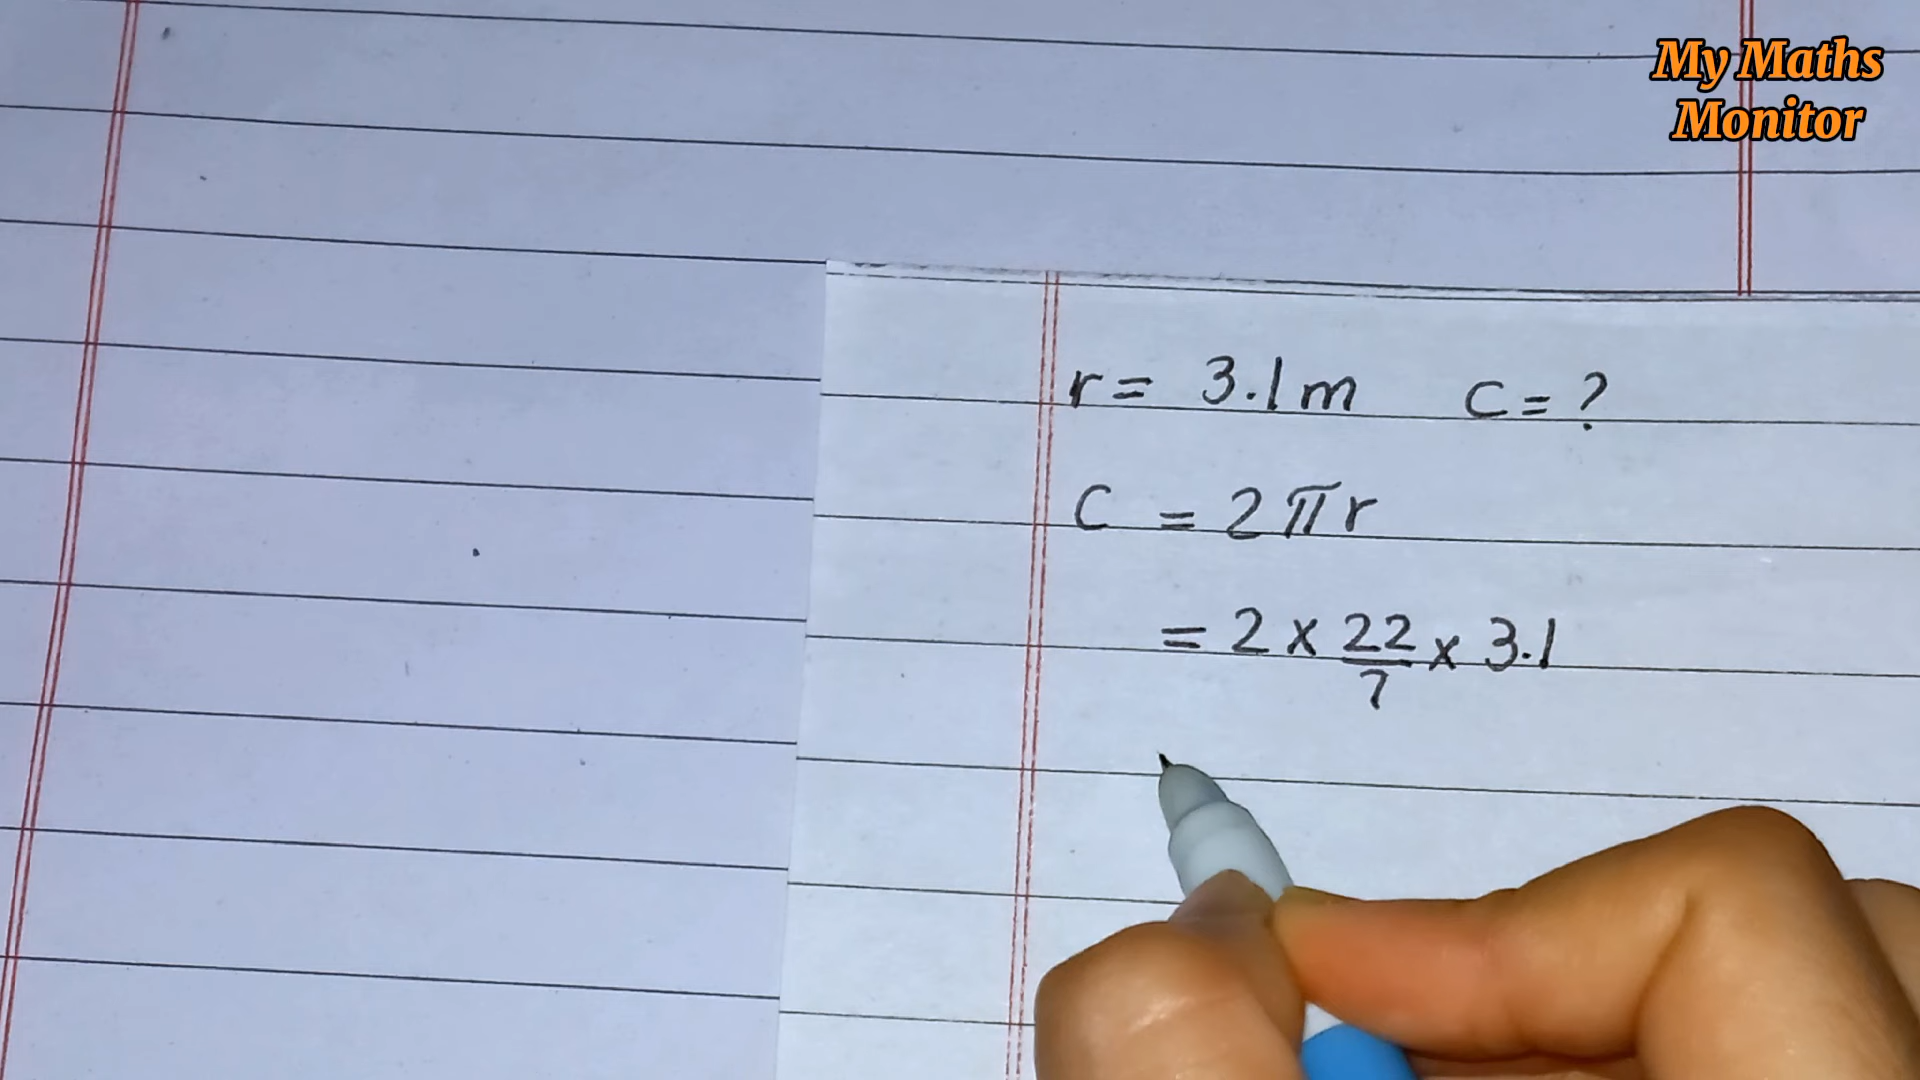 My Maths
Monitor
r = 3.1m C = ?
C = 2πr
= 2 × 22/7 × 3.1